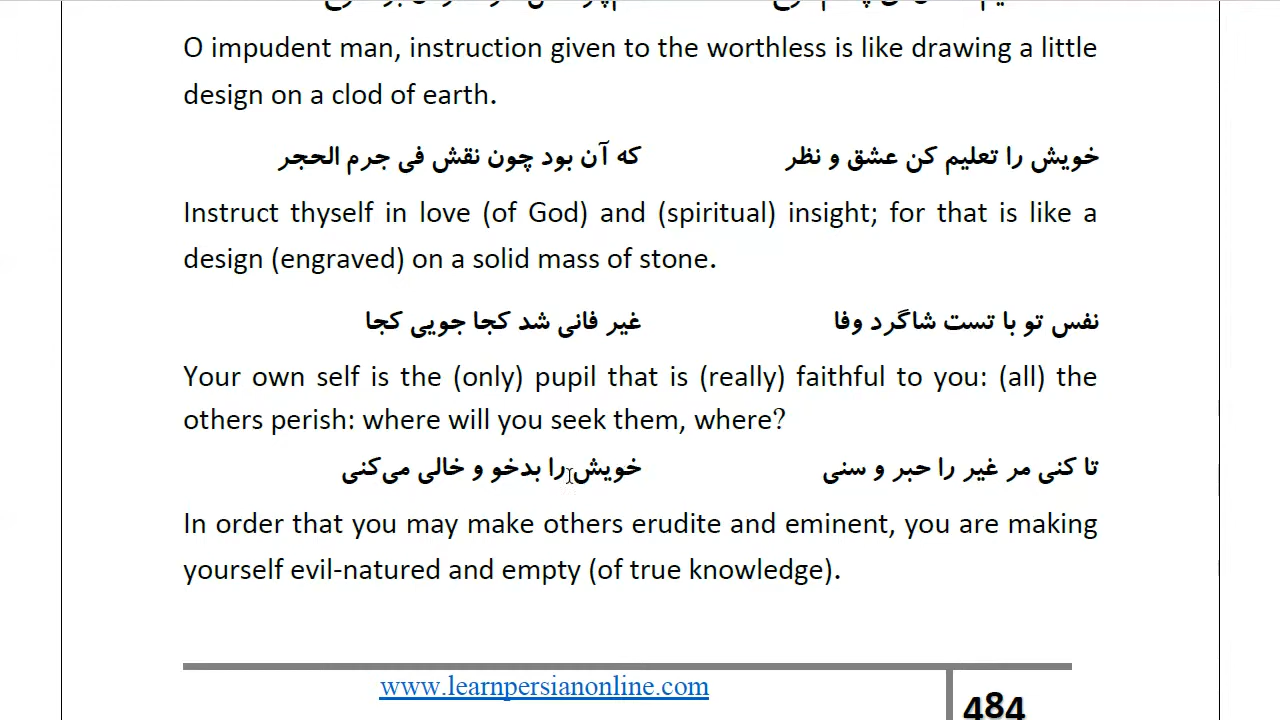 O impudent man, instruction given to the worthless is like drawing a little
design on a clod of earth.
خویش را تعلیم کن عشق و نظر که آن بود چون نقش فی جرم الحجر
Instruct thyself in love (of God) and (spiritual) insight; for that is like a
design (engraved) on a solid mass of stone.
نفس تو با تست شاگرد وفا غیر فانی شد کجا جویی کجا
Your own self is the (only) pupil that is (really) faithful to you: (all) the
others perish: where will you seek them, where?
تا کنی مر غیر را حبر و سنی خویش را بدخو و خالی می‌کنی
In order that you may make others erudite and eminent, you are making
yourself evil-natured and empty (of true knowledge).
www.learnpersianonline.com
484